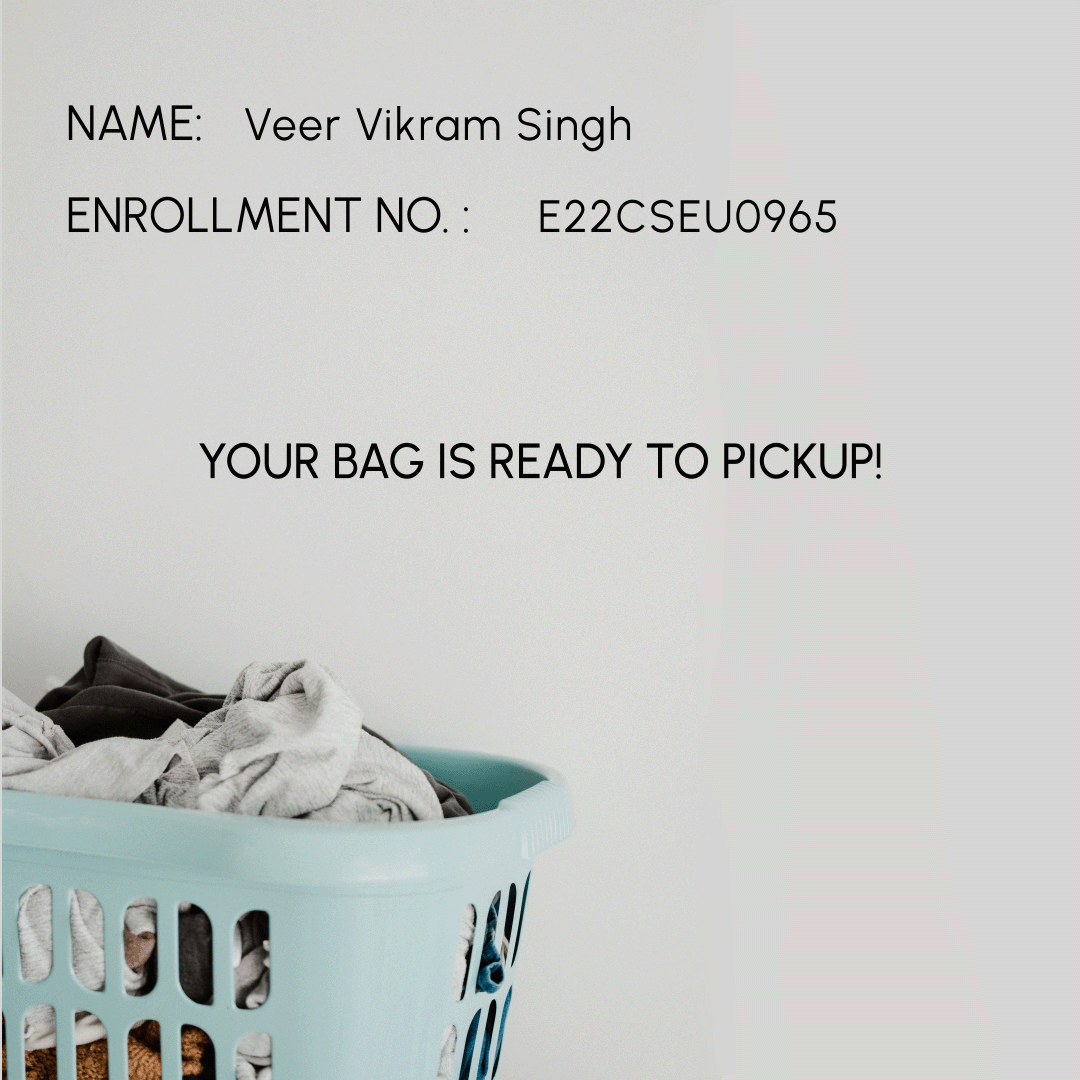 NAME: Veer Vikram Singh
ENROLLMENT NO. : E22CSEU0965
YOUR BAG IS READY TO PICKUP!